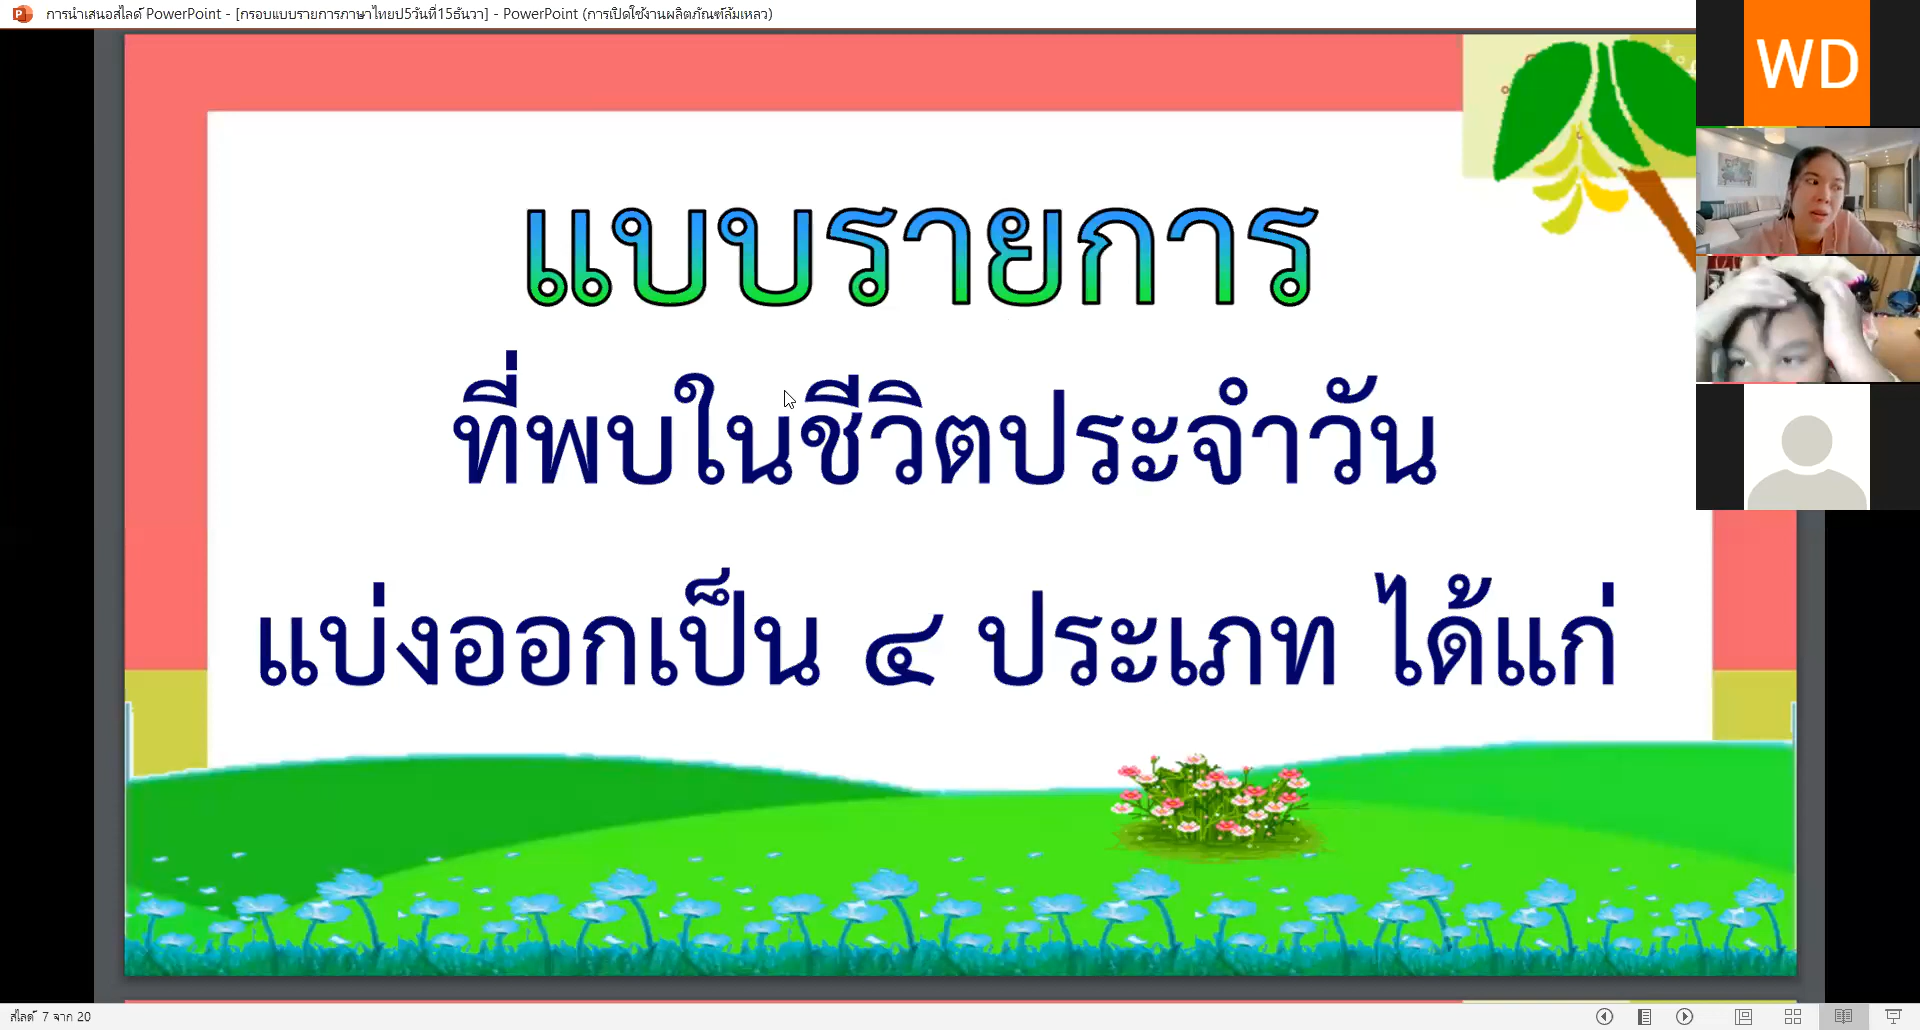 การนำเสนอสไลด์ PowerPoint - [กรอบแบบรายการภาษาไทยป5วันที่15ธันวา] - PowerPoint (การเปิดใช้งานผลิตภัณฑ์ล้มเหลว)
WD
แบบรายการ
ที่พบในชีวิตประจำวัน
แบ่งออกเป็น ๔ ประเภท ได้แก่
สไลด์ 7 จาก 20